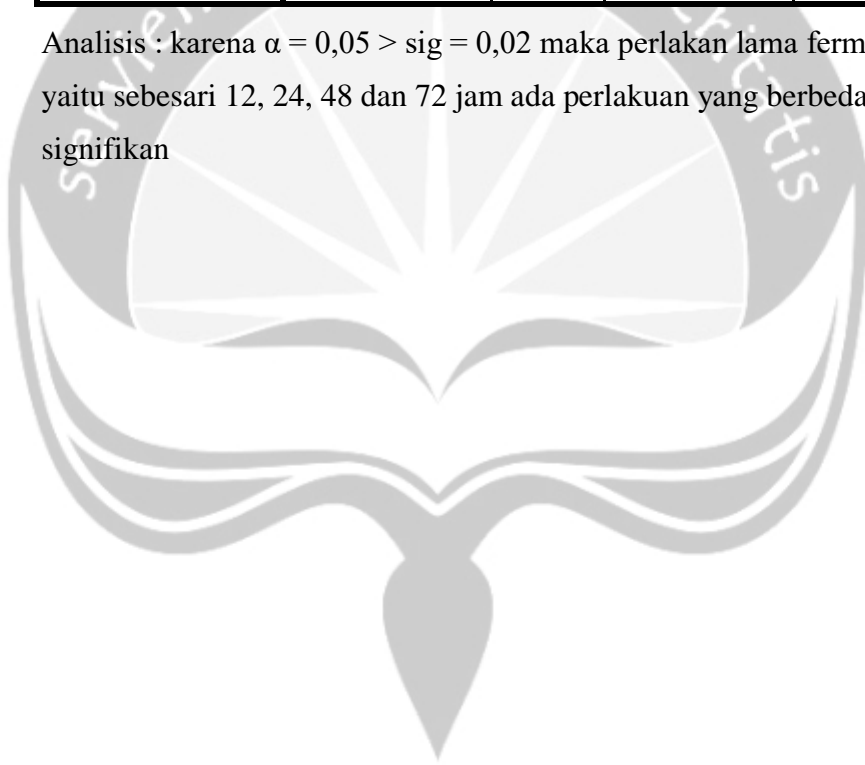 Analisis : karena α = 0,05 > sig = 0,02 maka perlakan lama
yaitu sebesari 12, 24, 48 dan 72 jam ada perlakuan yang berbeda
signifikan